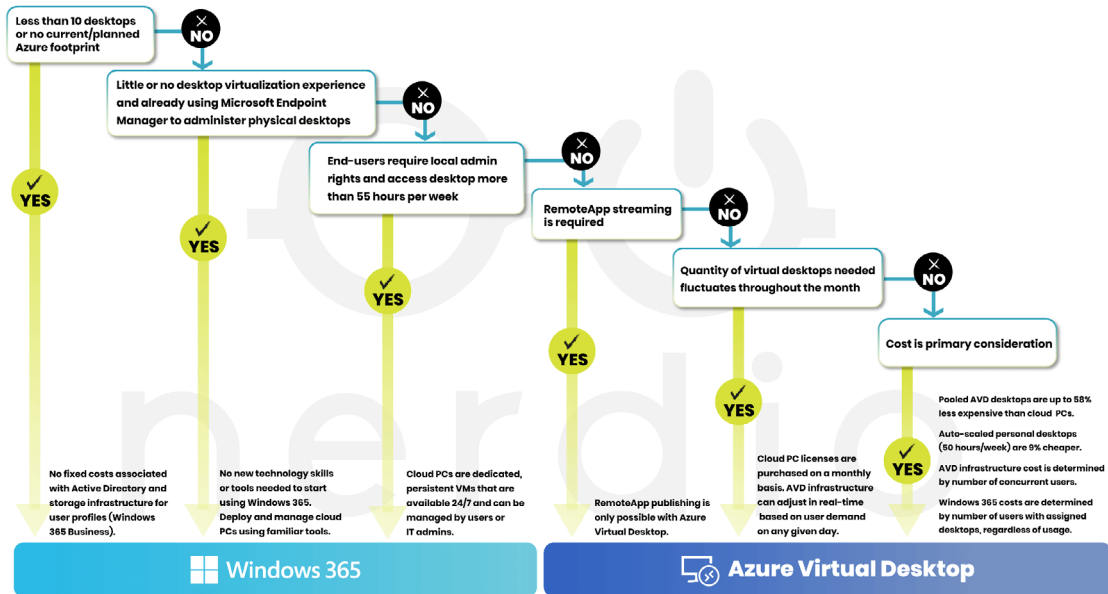 Less than 10 desktops
or no current/planned
Azure footprint
NO
Little or no desktop virtualization experience
and already using Microsoft Endpoint
Manager to administer physical desktops
NO
End-users require local admin
rights and access desktop more
than 55 hours per week
NO
RemoteApp streaming
is required
NO
Quantity of virtual desktops needed
fluctuates throughout the month
NO
Cost is primary consideration
YES
YES
YES
YES
YES
YES
nerdio
No fixed costs associated
with Active Directory and
storage infrastructure for
user profiles (Windows
365 Business).
No new technology skills
or tools needed to start
using Windows 365.
Deploy and manage cloud
PCs using familiar tools.
Cloud PCs are dedicated,
persistent VMs that are
available 24/7 and can be
managed by users or
IT admins.
RemoteApp publishing is
only possible with Azure
Virtual Desktop.
Cloud PC licenses are
purchased on a monthly
basis. AVD infrastructure
can adjust in real-time
based on user demand
on any given day.
Pooled AVD desktops are up to 58%
less expensive than cloud PCs.
Auto-scaled personal desktops
(50 hours/week) are 9% cheaper.
AVD infrastructure cost is determined
by number of concurrent users.
Windows 365 costs are determined
by number of users with assigned
desktops, regardless of usage.
Windows 365
Azure Virtual Desktop